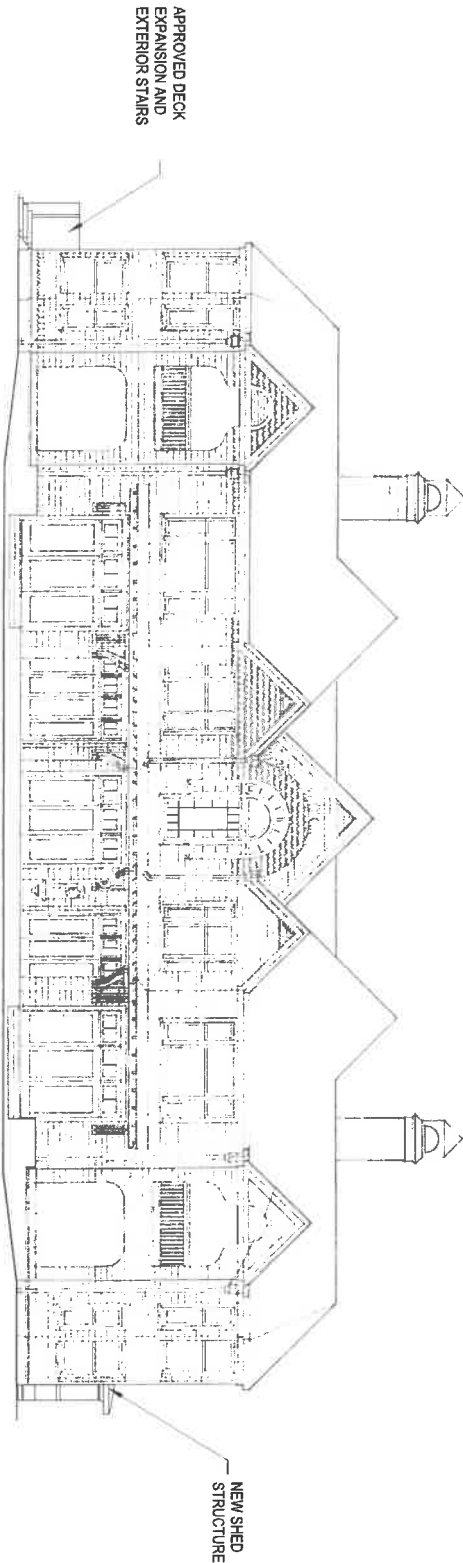 APPROVED DECK
EXPANSION AND
EXTERIOR STAIRS
NEW SHED
STRUCTURE